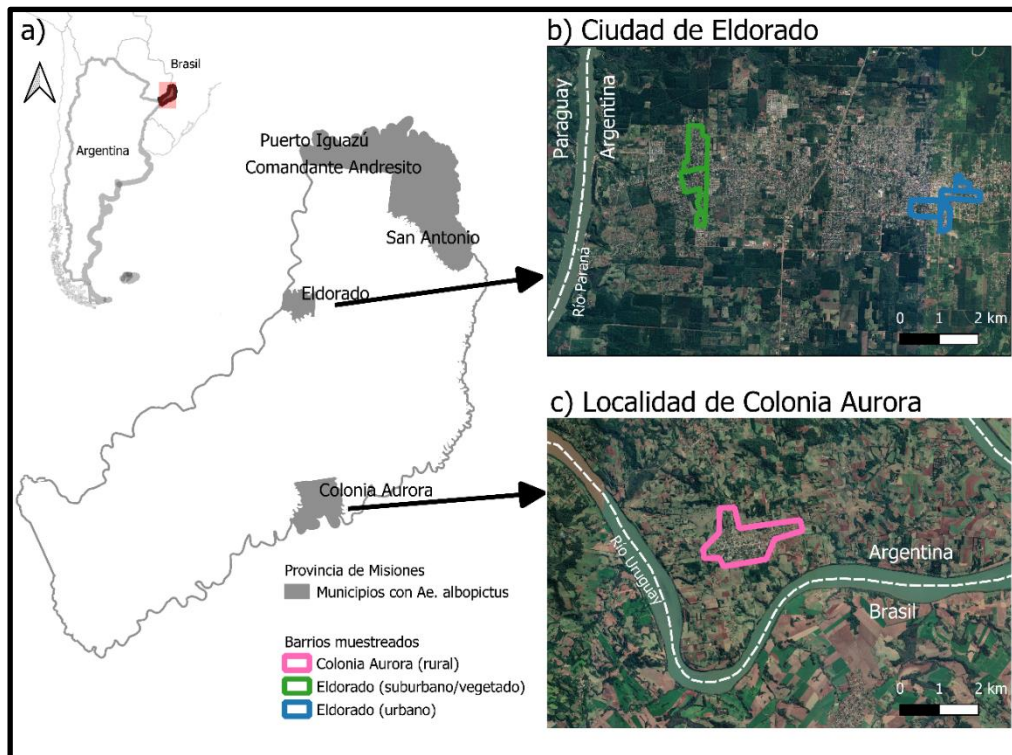 a)
Brasil
Argentina
Puerto Iguazú
Comandante Andresito
San Antonio
Eldorado
Colonia Aurora
Provincia de Misiones
Municipios con Ae. albopictus
Barrios muestreados
Colonia Aurora (rural)
Eldorado (suburbano/vegetado)
Eldorado (urbano)
b) Ciudad de Eldorado
Paraguay
Argentina
Río Paraná
0 1 2 km
c) Localidad de Colonia Aurora
Río Uruguay
Argentina
Brasil
0 1 2 km